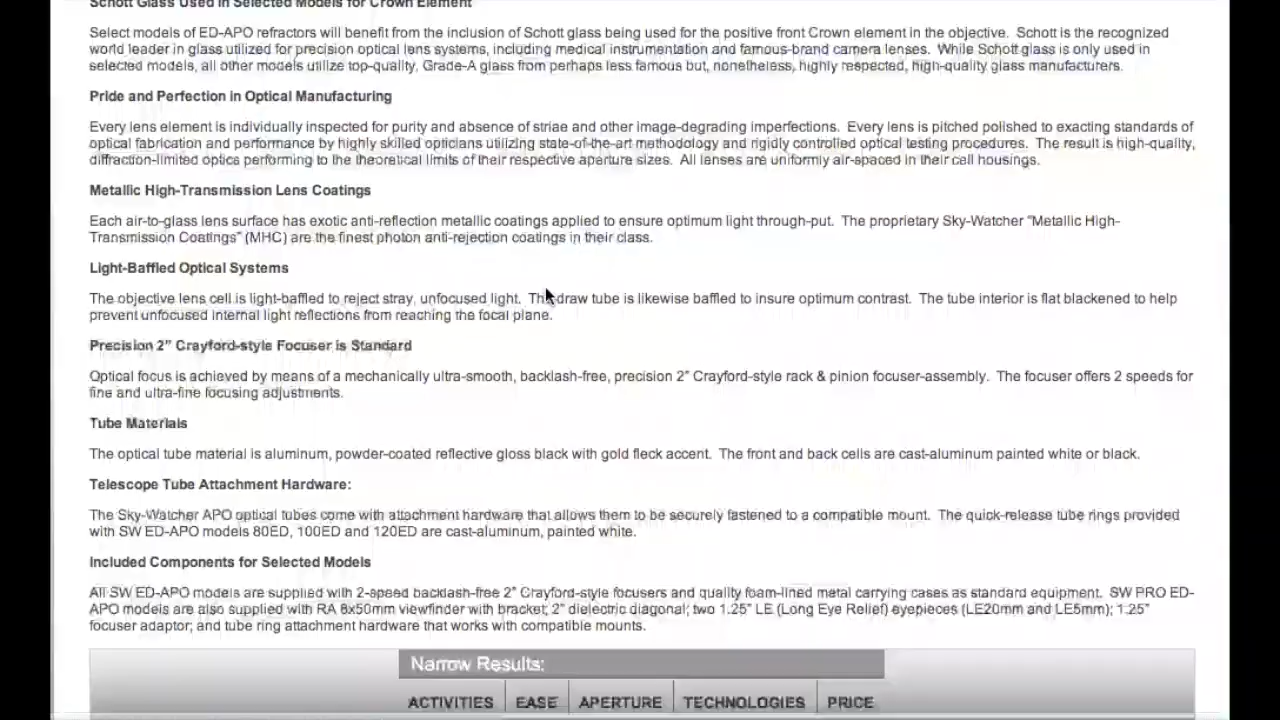 Schott Glass Used in Selected Models for Crown Element
Select models of ED-APO refractors will benefit from the inclusion of Schott glass being used for the positive front Crown element in the objective.  Schott is the recognized
world leader in glass utilized for precision optical lens systems, including medical instrumentation and famous-brand camera lenses.  While Schott glass is only used in
selected models, all other models utilize top-quality, Grade-A glass from perhaps less famous but, nonetheless, highly respected, high-quality glass manufacturers.
Pride and Perfection in Optical Manufacturing
Every lens element is individually inspected for purity and absence of striae and other image-degrading imperfections.  Every lens is pitched polished to exacting standards of
optical fabrication and performance by highly skilled opticians utilizing state-of-the-art methodology and rigidly controlled optical testing procedures.  The result is high-quality,
diffraction-limited optics performing to the theoretical limits of their respective aperture sizes.  All lenses are uniformly air-spaced in their cell housings.
Metallic High-Transmission Lens Coatings
Each air-to-glass lens surface has exotic anti-reflection metallic coatings applied to ensure optimum light through-put.  The proprietary Sky-Watcher "Metallic High-
Transmission Coatings" (MHC) are the finest photon anti-rejection coatings in their class.
Light-Baffled Optical Systems
The objective lens cell is light-baffled to reject stray, unfocused light.  The draw tube is likewise baffled to insure optimum contrast.  The tube interior is flat blackened to help
prevent unfocused internal light reflections from reaching the focal plane.
Precision 2" Crayford-style Focuser is Standard
Optical focus is achieved by means of a mechanically ultra-smooth, backlash-free, precision 2" Crayford-style rack & pinion focuser-assembly.  The focuser offers 2 speeds for
fine and ultra-fine focusing adjustments.
Tube Materials
The optical tube material is aluminum, powder-coated reflective gloss black with gold fleck accent.  The front and back cells are cast-aluminum painted white or black.
Telescope Tube Attachment Hardware:
The Sky-Watcher APO optical tubes come with attachment hardware that allows them to be securely fastened to a compatible mount.  The quick-release tube rings provided
with SW ED-APO models 80ED, 100ED and 120ED are cast-aluminum, painted white.
Included Components for Selected Models
All SW ED-APO models are supplied with 2-speed backlash-free 2" Crayford-style focusers and quality foam-lined metal carrying cases as standard equipment.  SW PRO ED-
APO models are also supplied with RA 8x50mm viewfinder with bracket; 2" dielectric diagonal; two 1.25" LE (Long Eye Relief) eyepieces (LE20mm and LE5mm); 1.25"
focuser adaptor; and tube ring attachment hardware that works with compatible mounts.
Narrow Results:
ACTIVITIES EASE APERTURE TECHNOLOGIES PRICE